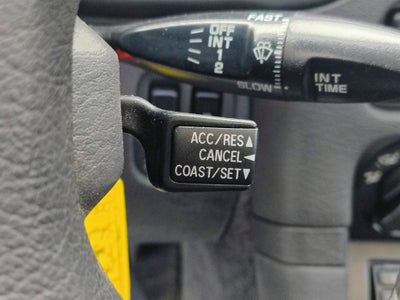 FAST
OFF
INT
1
2
SLOW
INT
TIME
ACC/RES▲
CANCEL◄
COAST/SET▼